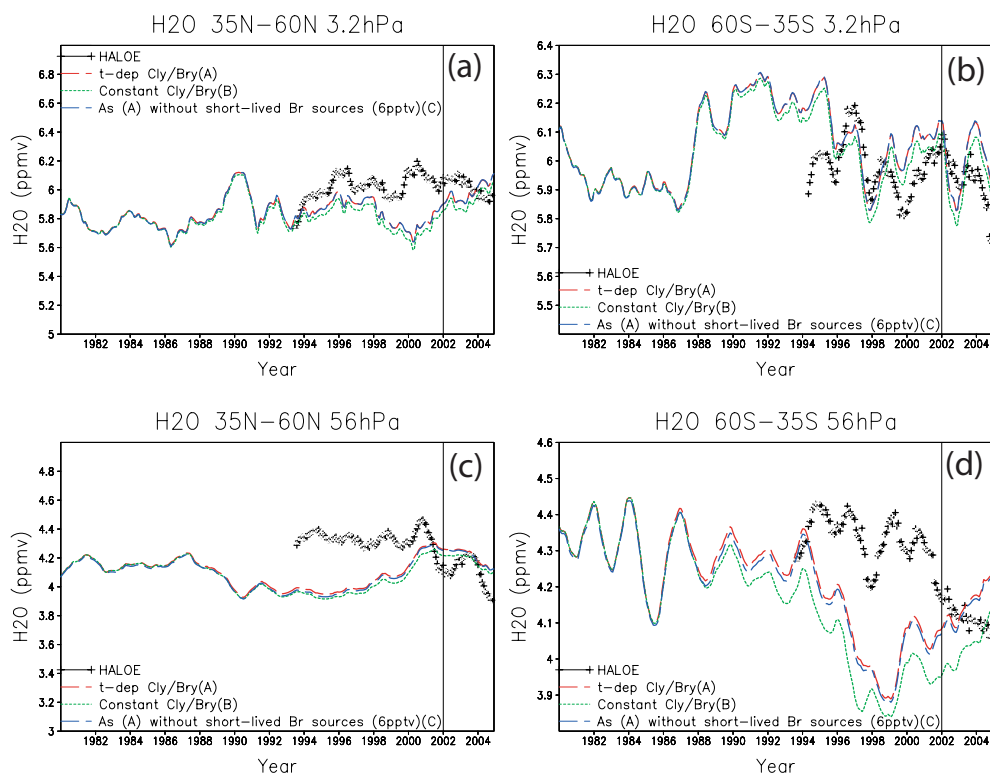 H2O 35N−60N 3.2hPa
(a)
HALOE
t−dep Cly/Bry(A)
Constant Cly/Bry(B)
As (A) without short−lived Br sources (6pptv)(C)
H2O (ppmv)
6.8
6.6
6.4
6.2
6
5.8
5.6
5.4
5.2
5
1982 1984 1986 1988 1990 1992 1994 1996 1998 2000 2002 2004
Year
H2O 60S−35S 3.2hPa
(b)
6.4
6.3
6.2
6.1
6
5.9
5.8
5.7
5.6
5.5
H2O (ppmv)
HALOE
t−dep Cly/Bry(A)
Constant Cly/Bry(B)
As (A) without short−lived Br sources (6pptv)(C)
1982 1984 1986 1988 1990 1992 1994 1996 1998 2000 2002 2004
Year
H2O 35N−60N 56hPa
(c)
4.8
4.6
4.4
4.2
4
3.8
3.6
3.4
3.2
3
H2O (ppmv)
HALOE
t−dep Cly/Bry(A)
Constant Cly/Bry(B)
As (A) without short−lived Br sources (6pptv)(C)
1982 1984 1986 1988 1990 1992 1994 1996 1998 2000 2002 2004
Year
H2O 60S−35S 56hPa
(d)
4.6
4.5
4.4
4.3
4.2
4.1
4
3.9
H2O (ppmv)
HALOE
t−dep Cly/Bry(A)
Constant Cly/Bry(B)
As (A) without short−lived Br sources (6pptv)(C)
1982 1984 1986 1988 1990 1992 1994 1996 1998 2000 2002 2004
Year